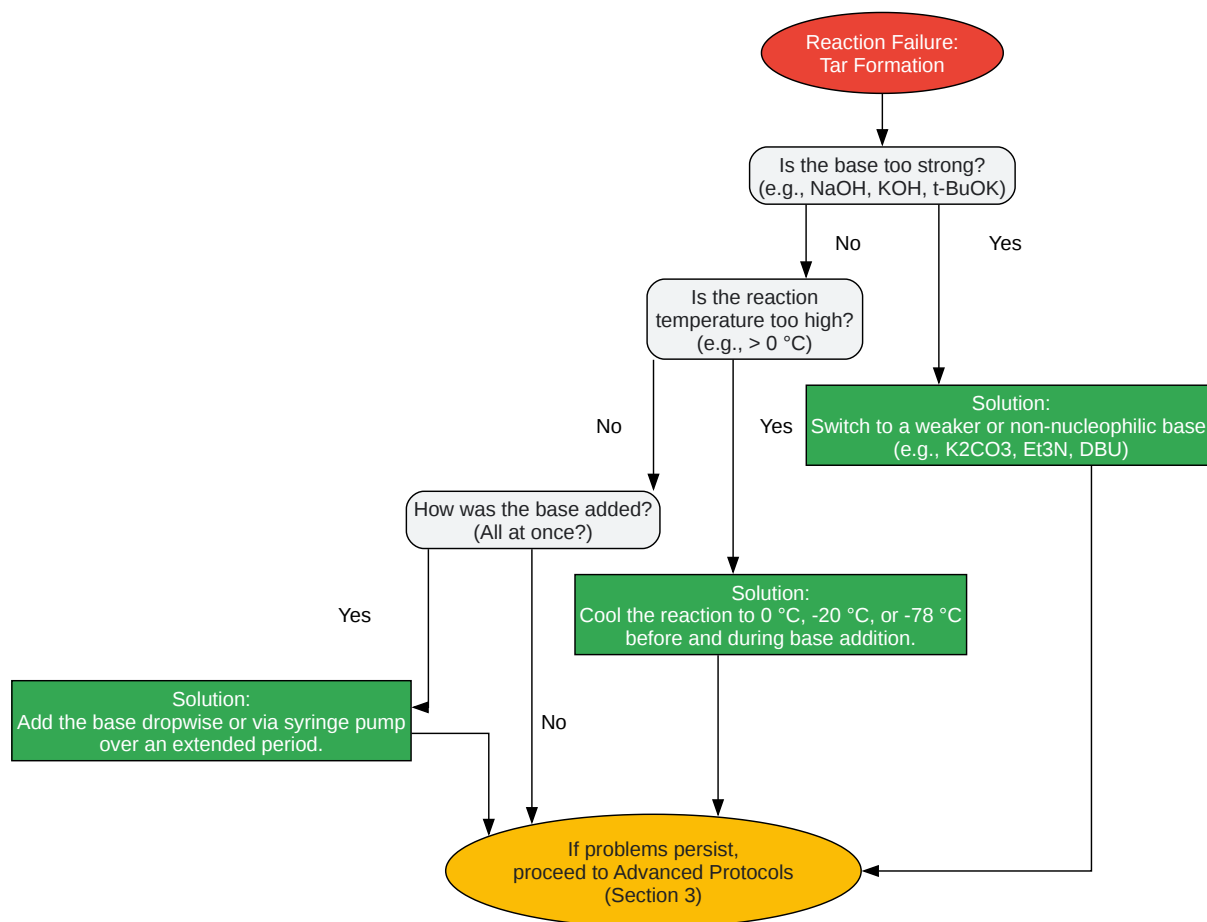 Reaction Failure:
Tar Formation
Is the base too strong?
(e.g., NaOH, KOH, t-BuOK)
No
Yes
Is the reaction
temperature too high?
(e.g., > 0 °C)
No
Yes
Solution:
Switch to a weaker or non-nucleophilic base
(e.g., K2CO3, Et3N, DBU)
How was the base added?
(All at once?)
Yes
No
Solution:
Cool the reaction to 0 °C, -20 °C, or -78 °C
before and during base addition.
Solution:
Add the base dropwise or via syringe pump
over an extended period.
If problems persist,
proceed to Advanced Protocols
(Section 3)